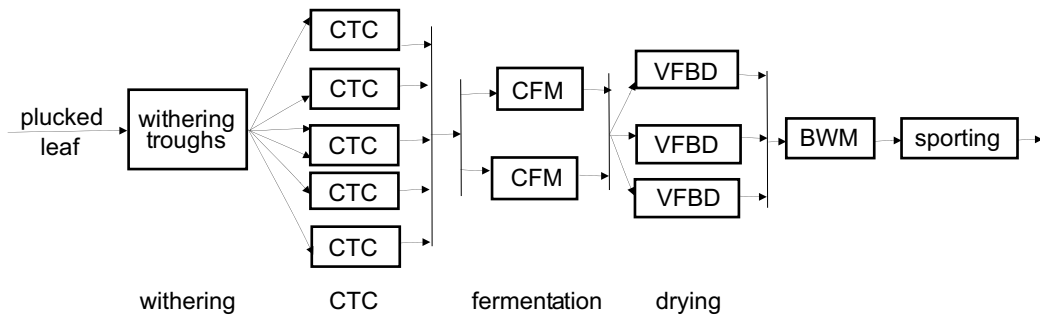 plucked
leaf
withering
troughs
CTC
CTC
CTC
CTC
CTC
CFM
CFM
VFBD
VFBD
VFBD
BWM
sporting
withering
CTC
fermentation
drying